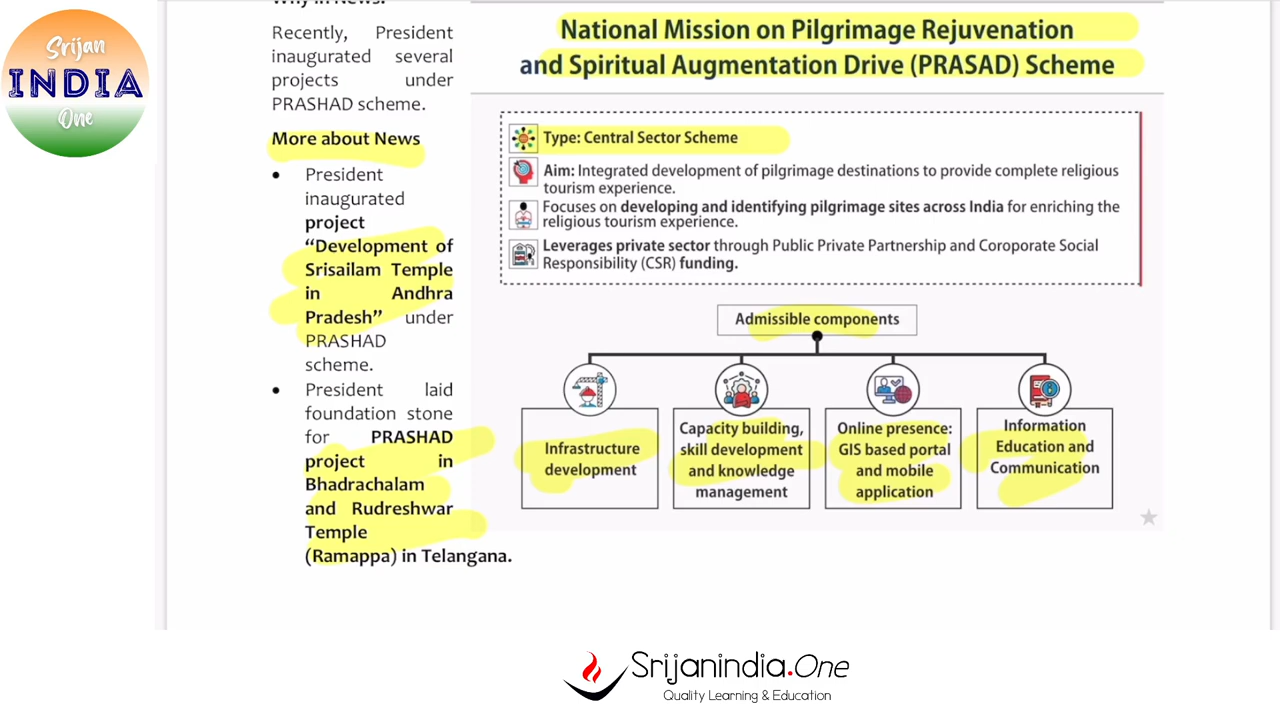 Srijan
INDIA
One
Why in News?
Recently, President
inaugurated several
projects under
PRASHAD scheme.
More about News
• President
inaugurated
project
“Development of
Srisailam Temple
in Andhra
Pradesh” under
PRASHAD
scheme.
• President laid
foundation stone
for PRASHAD
project in
Bhadrachalam
and Rudreshwar
Temple
(Ramappa) in Telangana.
National Mission on Pilgrimage Rejuvenation
and Spiritual Augmentation Drive (PRASAD) Scheme
Type: Central Sector Scheme
Aim: Integrated development of pilgrimage destinations to provide complete religious
tourism experience.
Focuses on developing and identifying pilgrimage sites across India for enriching the
religious tourism experience.
Leverages private sector through Public Private Partnership and Coroporate Social
Responsibility (CSR) funding.
Admissible components
Infrastructure
development
Capacity building,
skill development
and knowledge
management
Online presence:
GIS based portal
and mobile
application
Information
Education and
Communication
Srijanindia.One
Quality Learning & Education